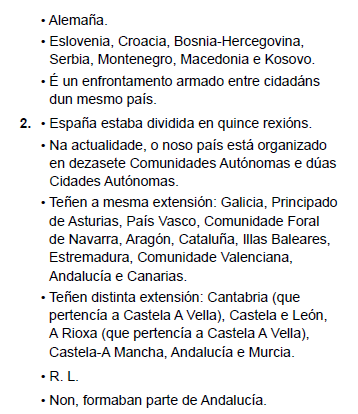 • Alemaña.
• Eslovenia, Croacia, Bosnia-Hercegovina,
Serbia, Montenegro, Macedonia e Kosovo.
• É un enfrontamento armado entre cidadáns
dun mesmo país.
2. • España estaba dividida en quince rexións.
• Na actualidade, o noso país está organizado
en dezasete Comunidades Autónomas e dúas
Cidades Autónomas.
• Teñen a mesma extensión: Galicia, Principado
de Asturias, País Vasco, Comunidade Foral
de Navarra, Aragón, Cataluña, Illas Baleares,
Estremadura, Comunidade Valenciana,
Andalucía e Canarias.
• Teñen distinta extensión: Cantabria (que
pertencía a Castela A Vella), Castela e León,
A Rioxa (que pertencía a Castela A Vella),
Castela-A Mancha, Andalucía e Murcia.
• R. L.
• Non, formaban parte de Andalucía.